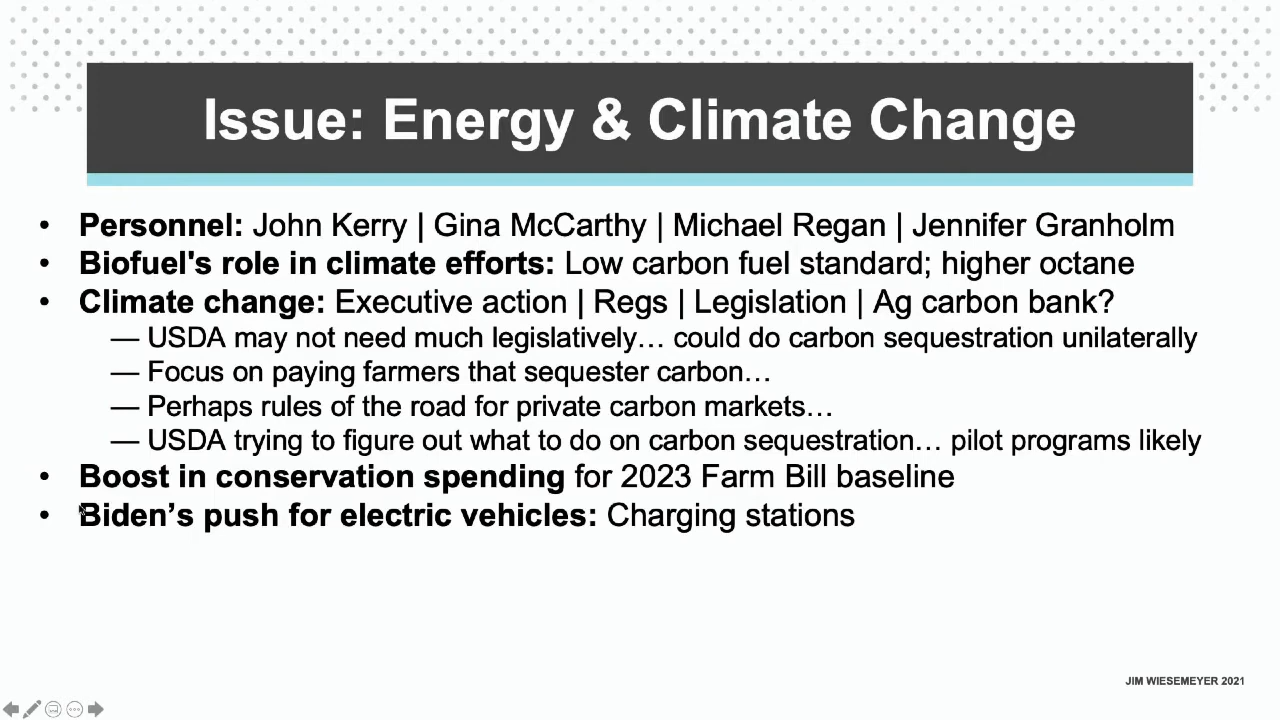 Issue: Energy & Climate Change
• Personnel: John Kerry | Gina McCarthy | Michael Regan | Jennifer Granholm
• Biofuel's role in climate efforts: Low carbon fuel standard; higher octane
• Climate change: Executive action | Regs | Legislation | Ag carbon bank?
— USDA may not need much legislatively… could do carbon sequestration unilaterally
— Focus on paying farmers that sequester carbon…
— Perhaps rules of the road for private carbon markets…
— USDA trying to figure out what to do on carbon sequestration… pilot programs likely
• Boost in conservation spending for 2023 Farm Bill baseline
• Biden’s push for electric vehicles: Charging stations
JIM WIESEMEYER 2021